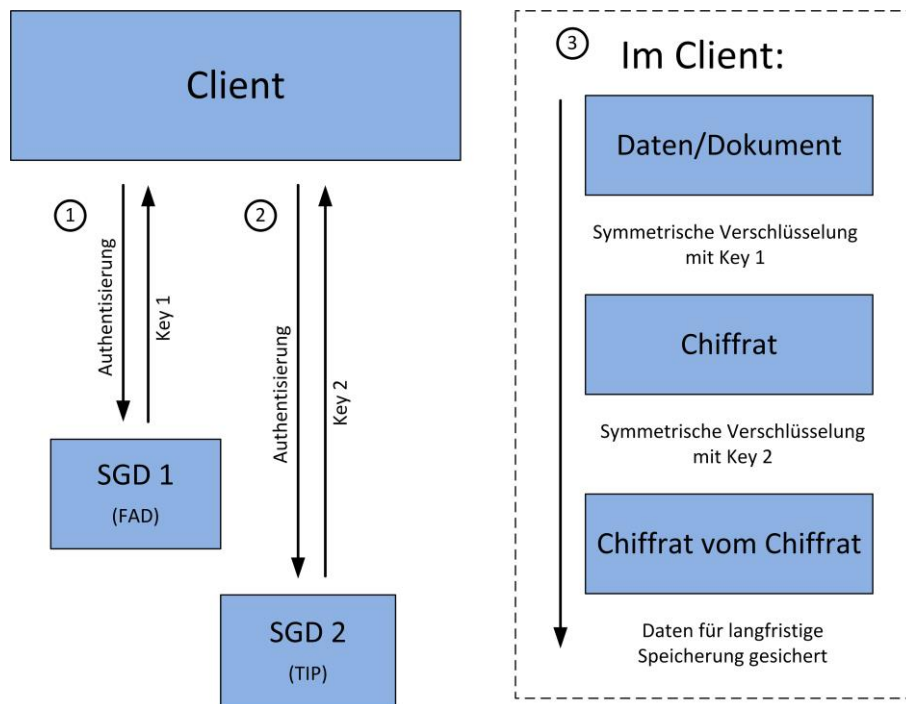 Client
1
Authentisierung
Key 1
2
Authentisierung
Key 2
SGD 1
(FAD)
SGD 2
(TIP)
3
Im Client:
Daten/Dokument
Symmetrische Verschlüsselung
mit Key 1
Chiffrat
Symmetrische Verschlüsselung
mit Key 2
Chiffrat vom Chiffrat
Daten für langfristige
Speicherung gesichert